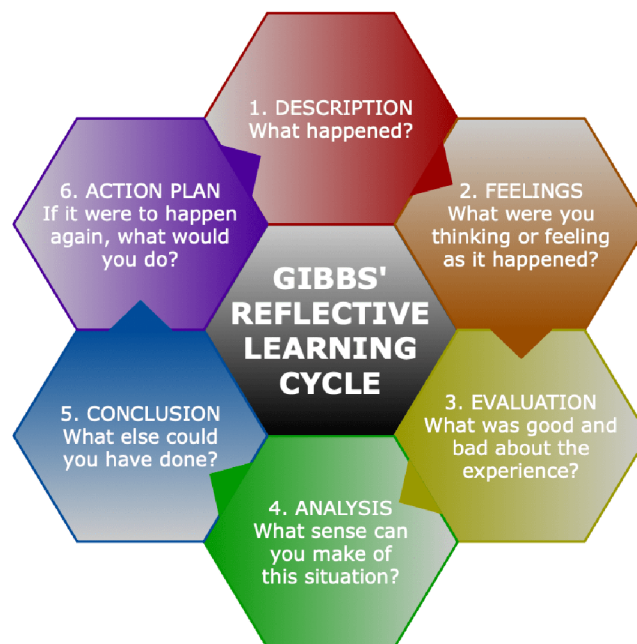 1. DESCRIPTION
What happened?
2. FEELINGS
What were you
thinking or feeling
as it happened?
3. EVALUATION
What was good and
bad about the
experience?
4. ANALYSIS
What sense can
you make of
this situation?
5. CONCLUSION
What else could
you have done?
6. ACTION PLAN
If it were to happen
again, what would
you do?
GIBBS'
REFLECTIVE
LEARNING
CYCLE